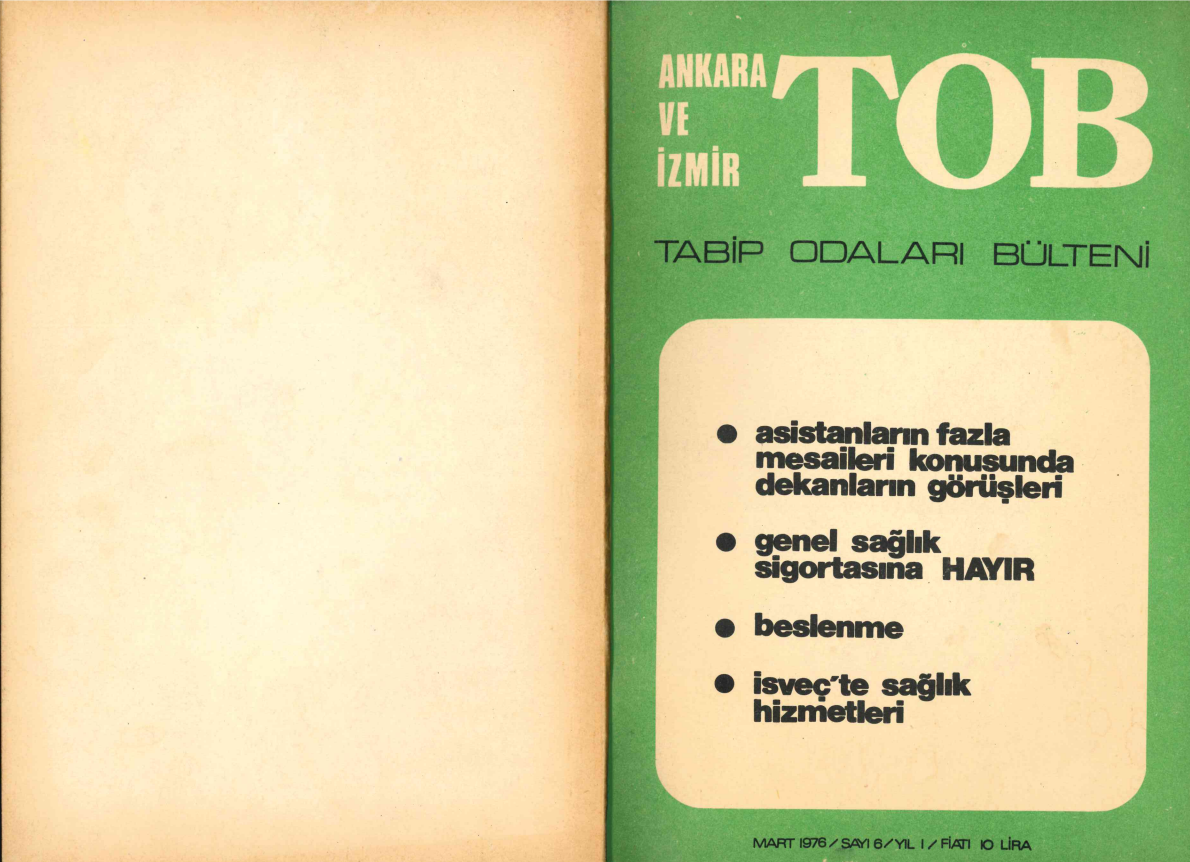 ANKARA
VE
İZMİR
TOB
TABİP ODALARI BÜLTENİ
● asistanların fazla
mesaileri konusunda
dekanların görüşleri
● genel sağlık
sigortasına HAYIR
● beslenme
● isveç'te sağlık
hizmetleri
MART 1976 / SAYI 6 / YIL 1 / FİATI 10 LİRA